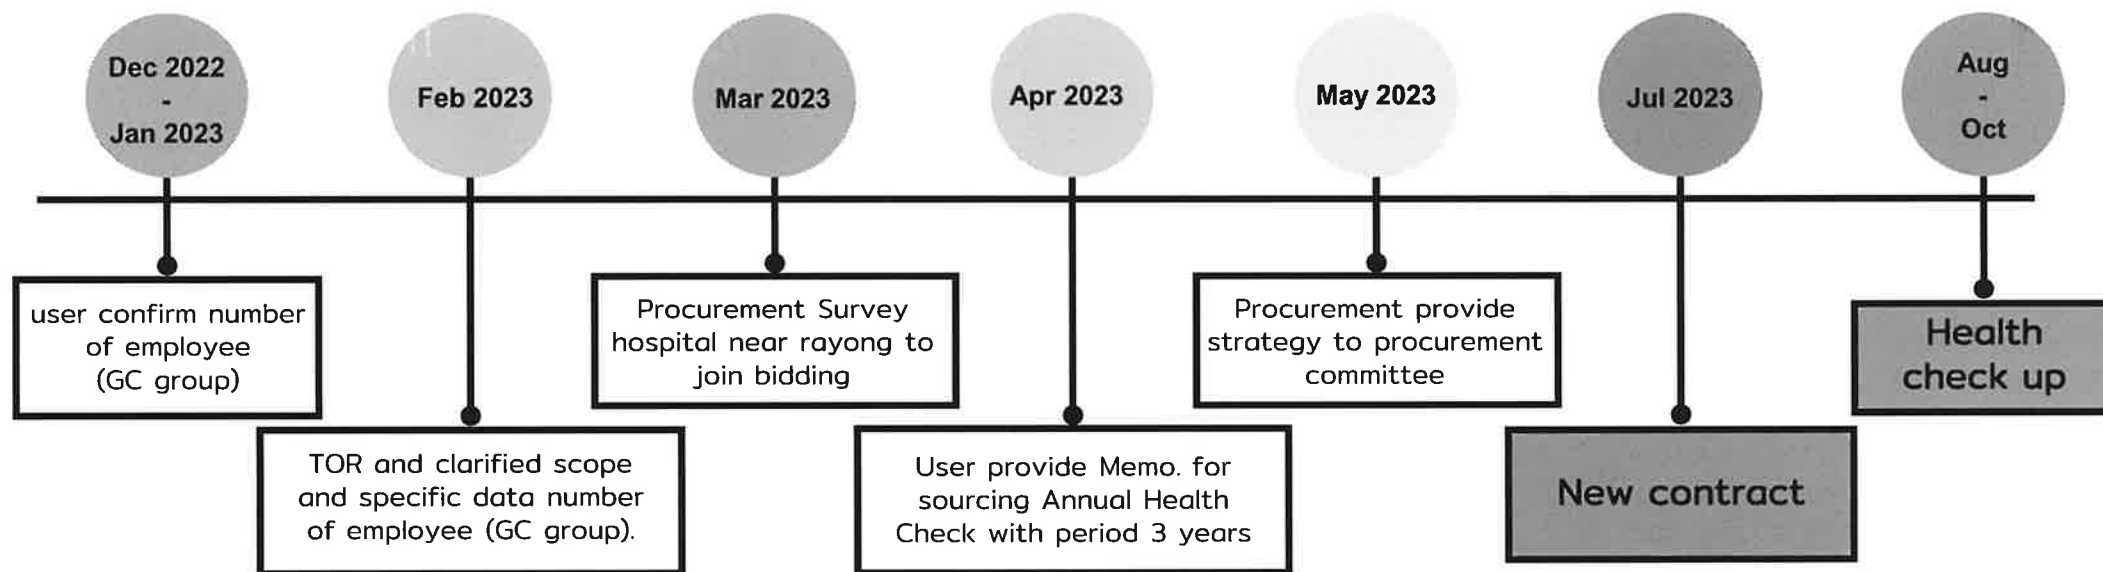 Dec 2022
-
Jan 2023
Feb 2023
Mar 2023
Apr 2023
May 2023
Jul 2023
Aug
-
Oct
user confirm number
of employee
(GC group)
TOR and clarified scope
and specific data number
of employee (GC group).
Procurement Survey
hospital near rayong to
join bidding
User provide Memo. for
sourcing Annual Health
Check with period 3 years
Procurement provide
strategy to procurement
committee
New contract
Health
check up